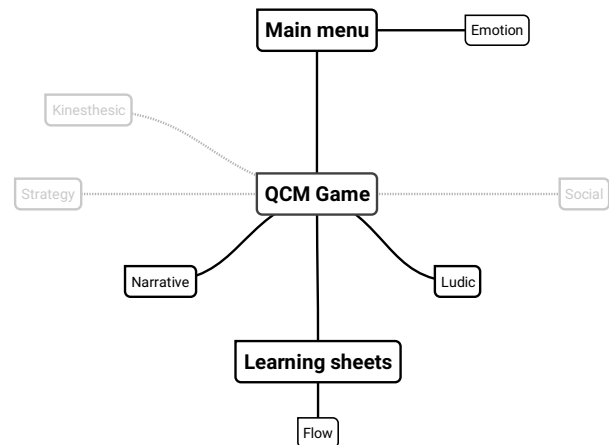 Main menu
Emotion
Kinesthesic
Strategy
QCM Game
Social
Narrative
Ludic
Learning sheets
Flow